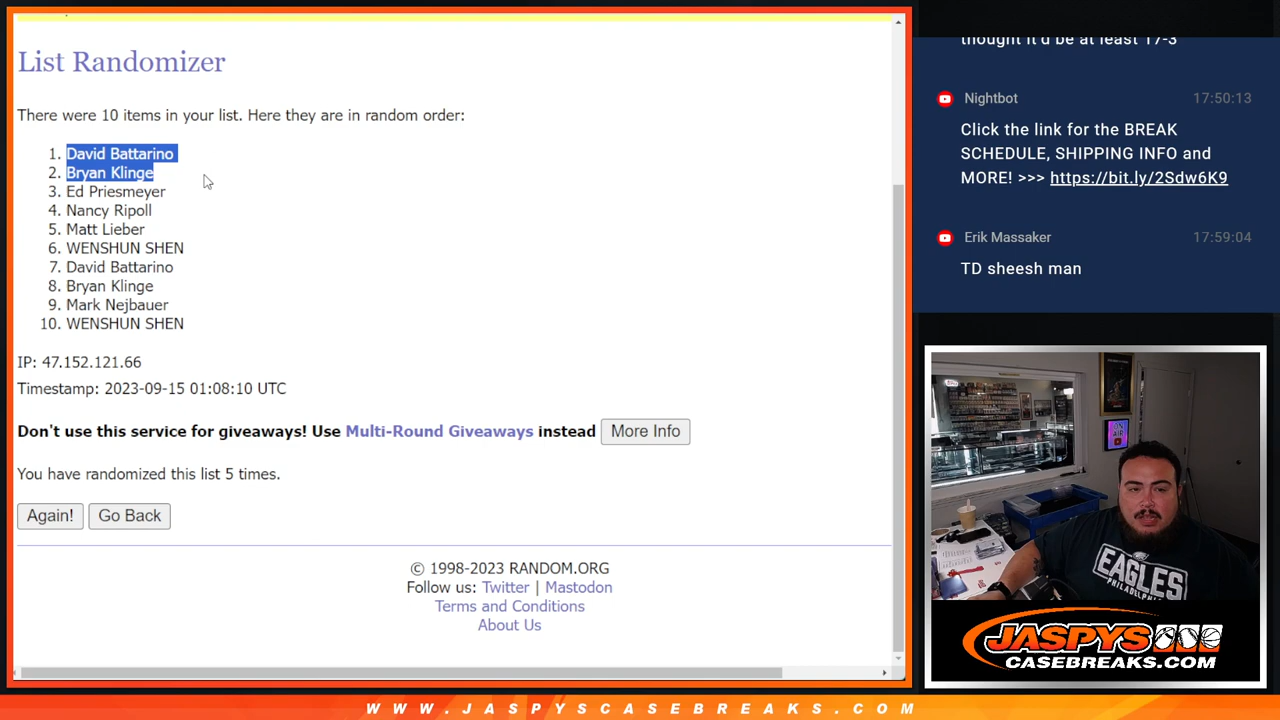 List Randomizer
There were 10 items in your list. Here they are in random order:
1. David Battarino
2. Bryan Klinge
3. Ed Priesmeyer
4. Nancy Ripoll
5. Matt Lieber
6. WENSHUN SHEN
7. David Battarino
8. Bryan Klinge
9. Mark Nejbauer
10. WENSHUN SHEN
IP: 47.152.121.66
Timestamp: 2023-09-15 01:08:10 UTC
Don't use this service for giveaways! Use Multi-Round Giveaways instead More Info
You have randomized this list 5 times.
Again! Go Back
© 1998-2023 RANDOM.ORG
Follow us: Twitter | Mastodon
Terms and Conditions
About Us
thought it'd be at least 17-3
Nightbot 17:50:13
Click the link for the BREAK
SCHEDULE, SHIPPING INFO and
MORE! >>> https://bit.ly/2Sdw6K9
Erik Massaker 17:59:04
TD sheesh man
EAGLES
PHILADELPHIA
JASPYS
CASEBREAKS.COM
WWW.JASPYSCASEBREAKS.COM